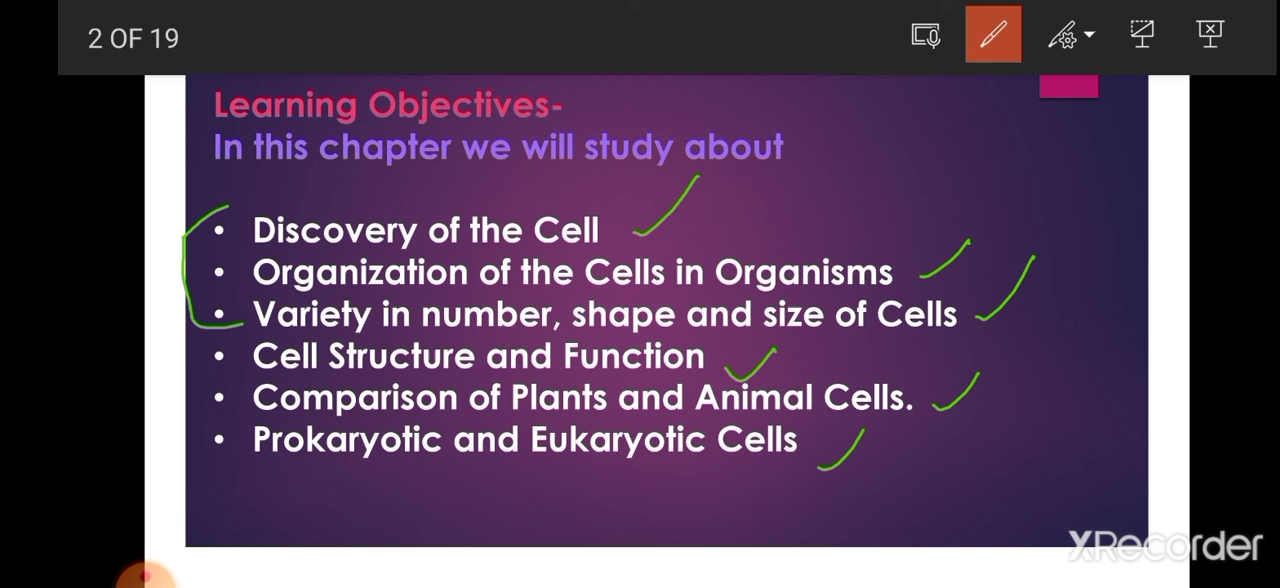 2 OF 19
Learning Objectives-
In this chapter we will study about
• Discovery of the Cell
• Organization of the Cells in Organisms
• Variety in number, shape and size of Cells
• Cell Structure and Function
• Comparison of Plants and Animal Cells.
• Prokaryotic and Eukaryotic Cells
XRecorder